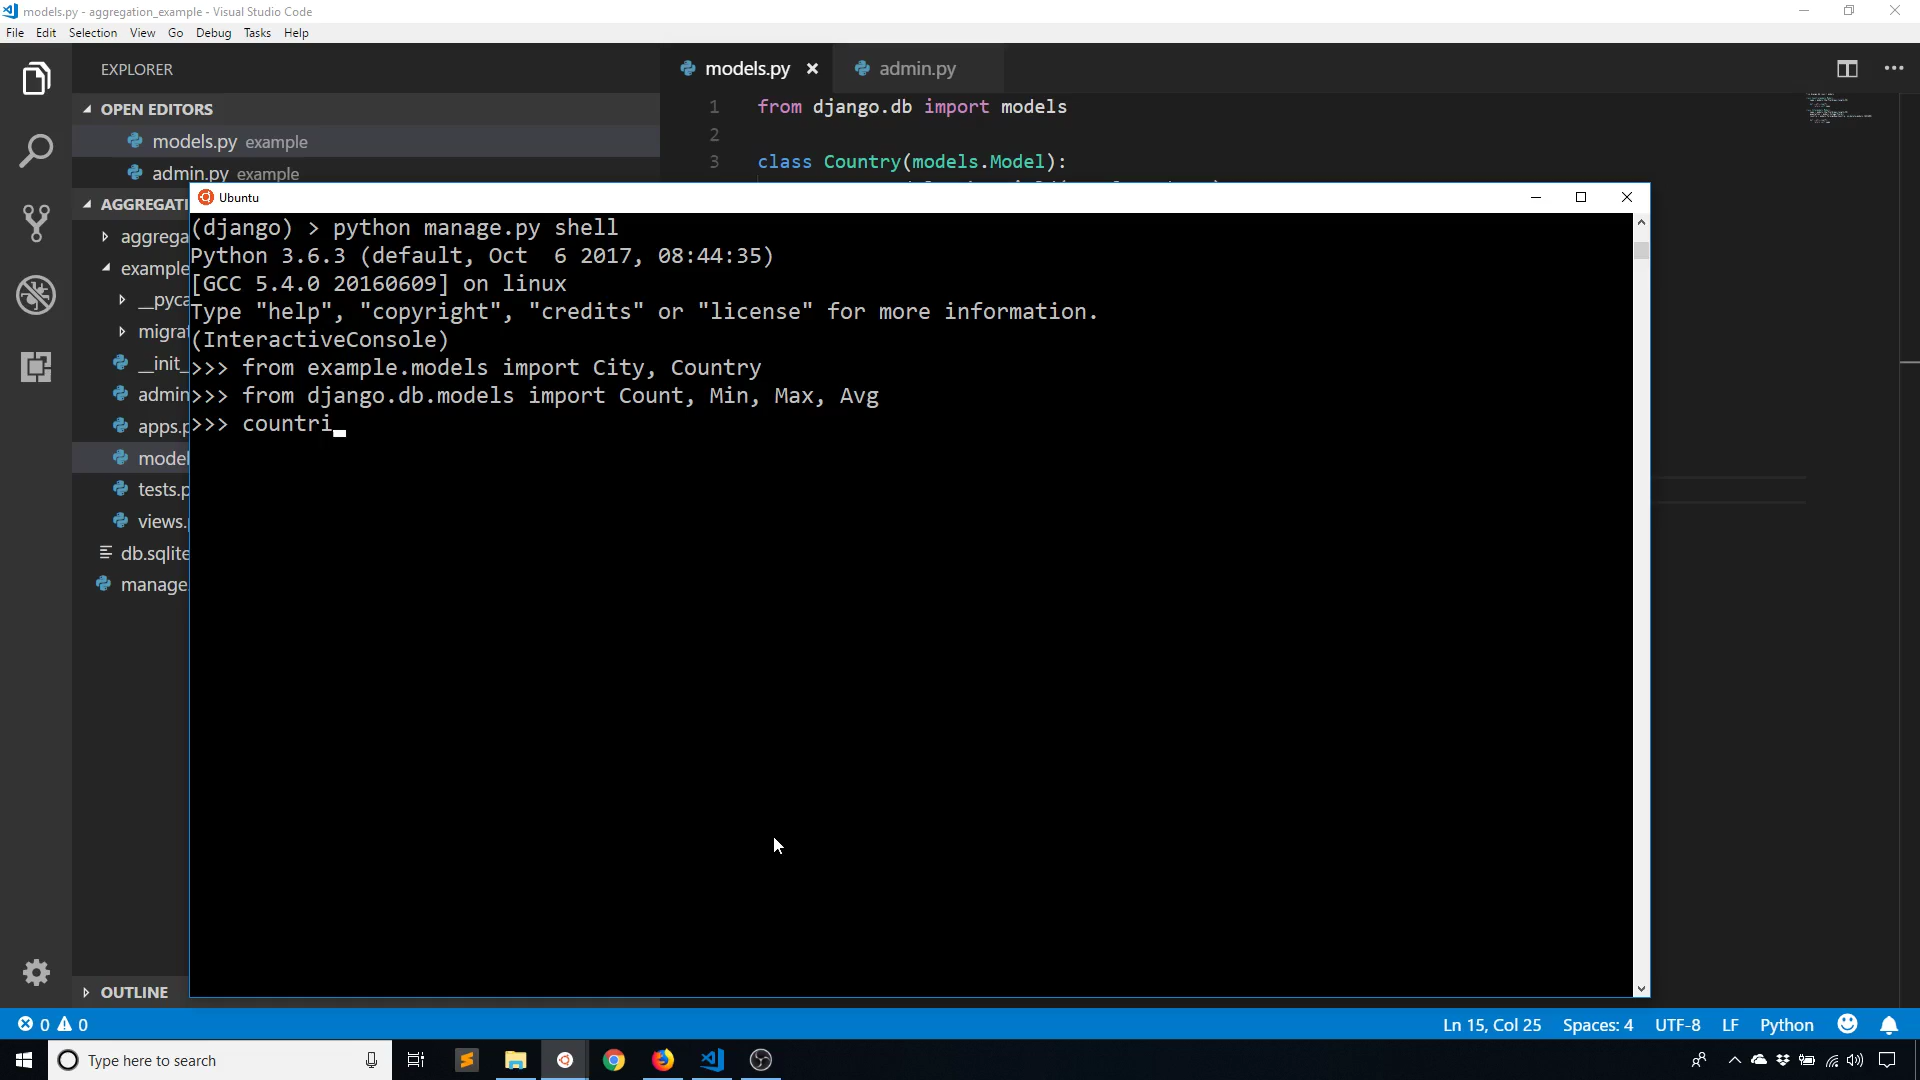 models.py - aggregation_example - Visual Studio Code
File Edit Selection View Go Debug Tasks Help
EXPLORER
models.py
admin.py
OPEN EDITORS
models.py example
admin.py example
1 from django.db import models
2
3 class Country(models.Model):
AGGREGATI
aggrega
example
__pyca
migrat
__init_
admin
apps.p
model
tests.p
views.
db.sqlite
manage.
OUTLINE
Ubuntu
(django) > python manage.py shell
Python 3.6.3 (default, Oct  6 2017, 08:44:35)
[GCC 5.4.0 20160609] on linux
Type "help", "copyright", "credits" or "license" for more information.
(InteractiveConsole)
>>> from example.models import City, Country
>>> from django.db.models import Count, Min, Max, Avg
>>> countri
0 0
Ln 15, Col 25 Spaces: 4 UTF-8 LF Python
Type here to search